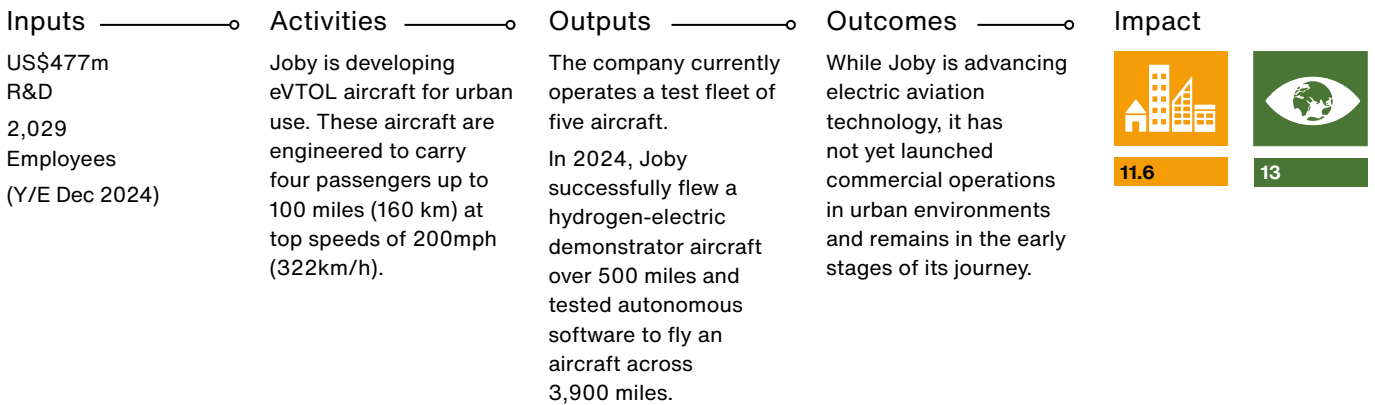 Inputs
US$477m
R&D
2,029
Employees
(Y/E Dec 2024)
Activities
Joby is developing
eVTOL aircraft for urban
use. These aircraft are
engineered to carry
four passengers up to
100 miles (160 km) at
top speeds of 200mph
(322km/h).
Outputs
The company currently
operates a test fleet of
five aircraft.
In 2024, Joby
successfully flew a
hydrogen-electric
demonstrator aircraft
over 500 miles and
tested autonomous
software to fly an
aircraft across
3,900 miles.
Outcomes
While Joby is advancing
electric aviation
technology, it has
not yet launched
commercial operations
in urban environments
and remains in the early
stages of its journey.
Impact
11.6
13